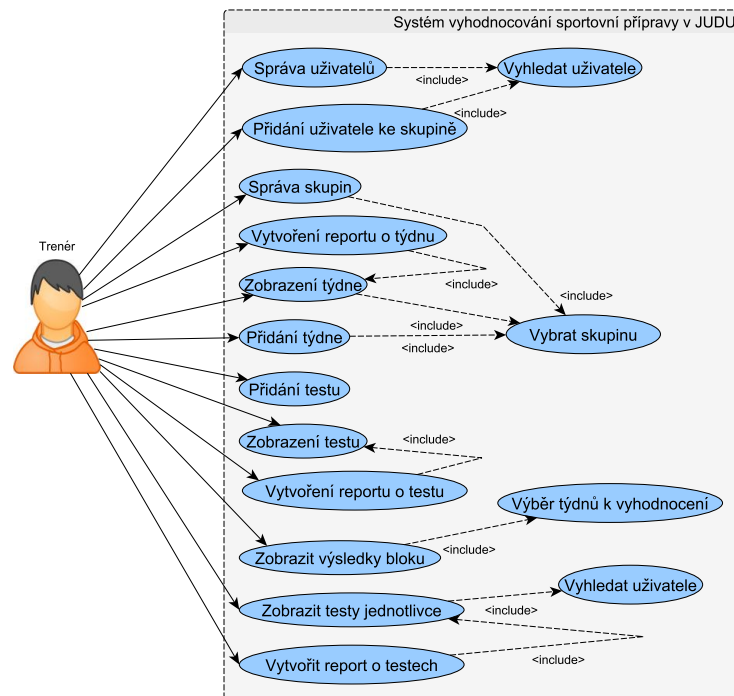 Systém vyhodnocování sportovní přípravy v JUDU
Správa uživatelů
<include>
Vyhledat uživatele
Přidání uživatele ke skupině
<include>
Správa skupin
Trenér
Vytvoření reportu o týdnu
<include>
Zobrazení týdne
<include>
Přidání týdne
<include>
<include>
Vybrat skupinu
Přidání testu
Zobrazení testu
<include>
Vytvoření reportu o testu
Výběr týdnů k vyhodnocení
Zobrazit výsledky bloku
<include>
Vyhledat uživatele
Zobrazit testy jednotlivce
<include>
Vytvořit report o testech
<include>